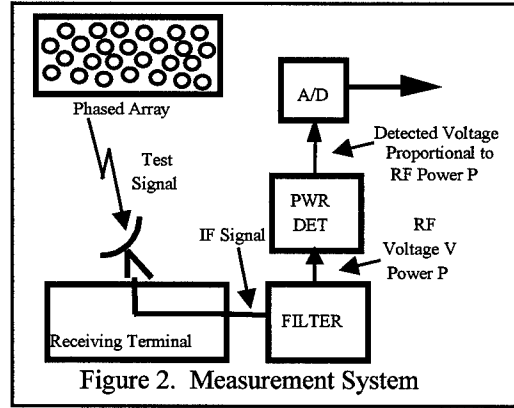 Phased Array
Test
Signal
A/D
Detected Voltage
Proportional to
RF Power P
PWR
DET
IF Signal
RF
Voltage V
Power P
Receiving Terminal
FILTER
Figure 2. Measurement System